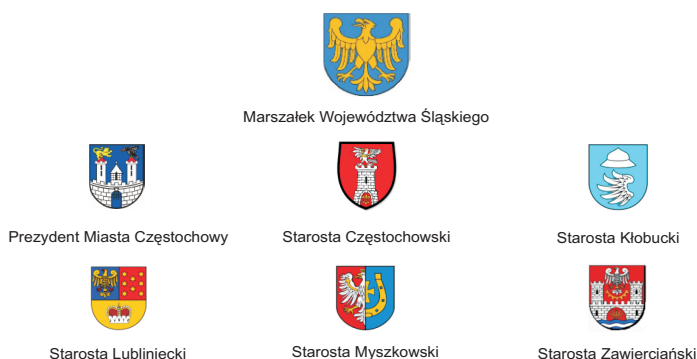 Marszałek Województwa Śląskiego
Prezydent Miasta Częstochowy
Starosta Częstochowski
Starosta Kłobucki
Starosta Lubliniecki
Starosta Myszkowski
Starosta Zawierciański